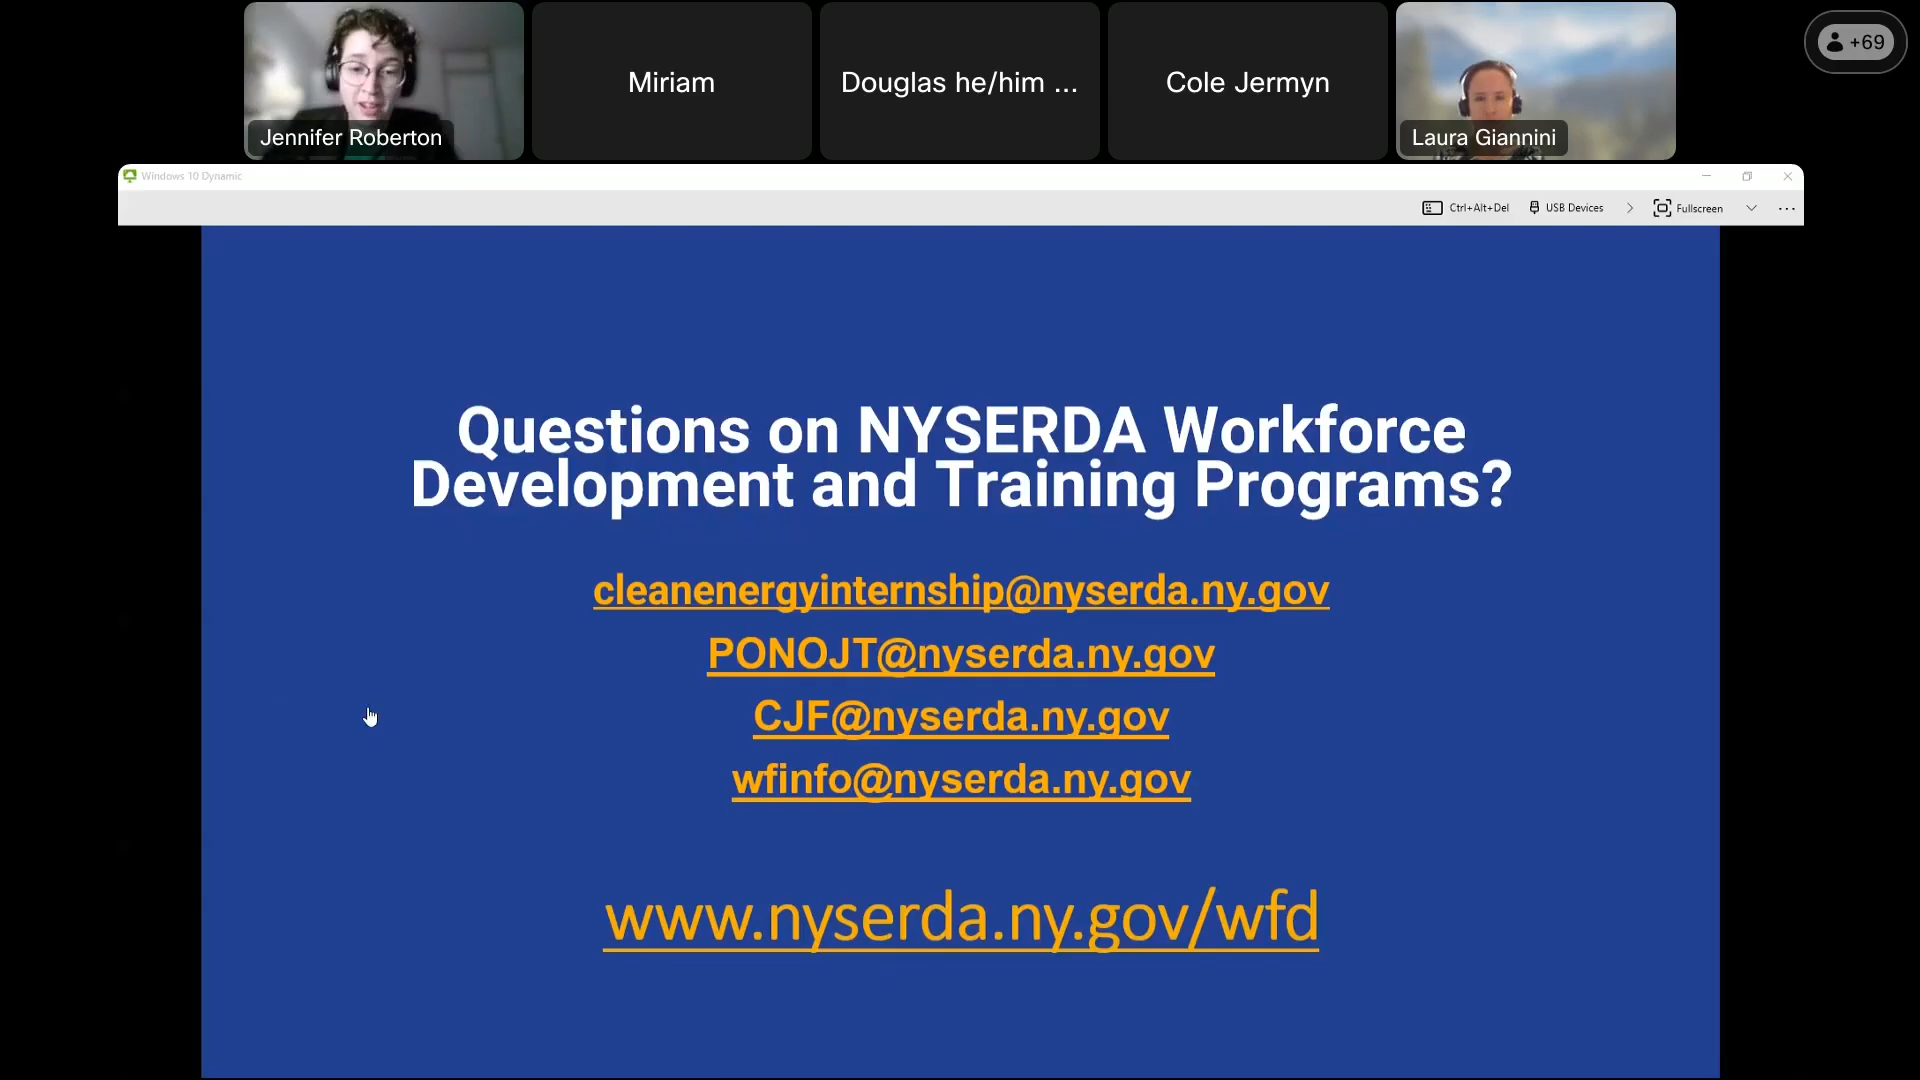 Jennifer Roberton
Miriam
Douglas he/him ...
Cole Jermyn
Laura Giannini
+69
Windows 10 Dynamic
Ctrl+Alt+Del
USB Devices
Fullscreen
Questions on NYSERDA Workforce
Development and Training Programs?
cleanenergyinternship@nyserda.ny.gov
PONOJT@nyserda.ny.gov
CJF@nyserda.ny.gov
wfinfo@nyserda.ny.gov
www.nyserda.ny.gov/wfd